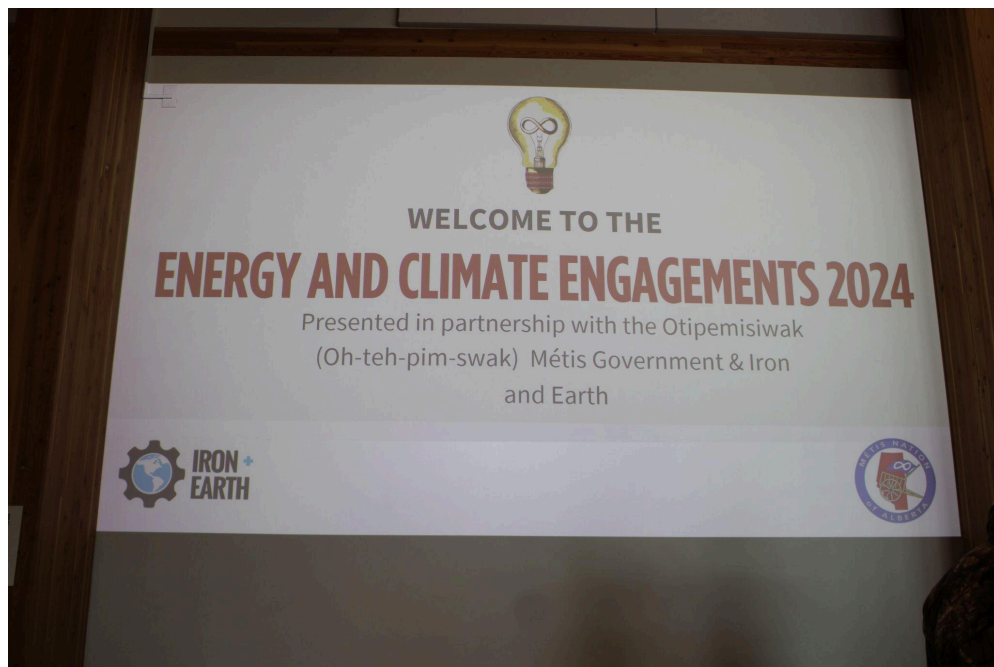 WELCOME TO THE
ENERGY AND CLIMATE ENGAGEMENTS 2024
Presented in partnership with the Otipemisiwak
(Oh-teh-pim-swak) Métis Government & Iron
and Earth
IRON +
EARTH
MÉTIS NATION
OF ALBERTA